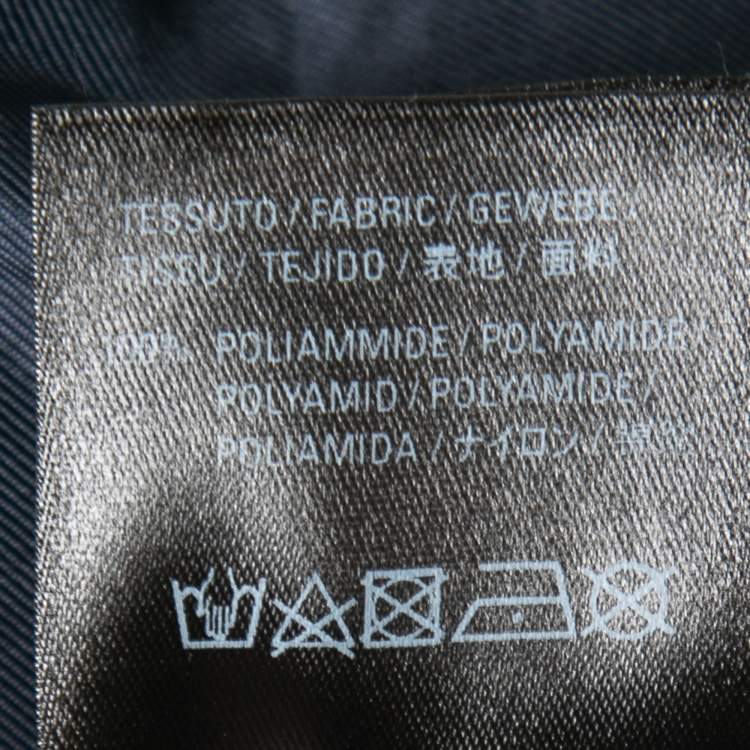 TESSUTO / FABRIC / GEWEBE /
TISSU / TEJIDO / 表地 / 面料
100% POLIAMMIDE / POLYAMIDE /
POLYAMID / POLYAMIDE /
POLIAMIDA / ナイロン /